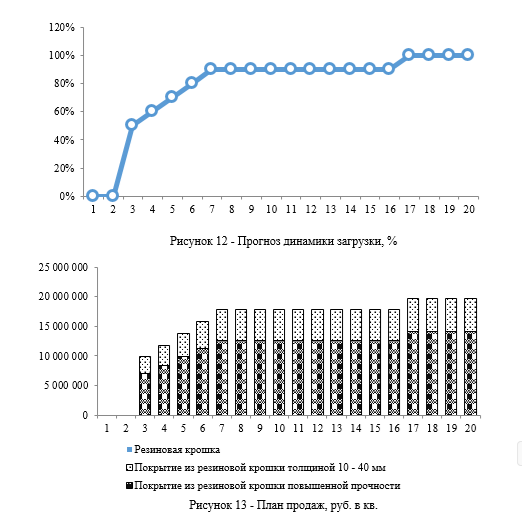 120%
100%
80%
60%
40%
20%
0%
1 2 3 4 5 6 7 8 9 10 11 12 13 14 15 16 17 18 19 20
Рисунок 12 - Прогноз динамики загрузки, %
25 000 000
20 000 000
15 000 000
10 000 000
5 000 000
0
1 2 3 4 5 6 7 8 9 10 11 12 13 14 15 16 17 18 19 20
Резиновая крошка
Покрытие из резиновой крошки толщиной 10 - 40 мм
Покрытие из резиновой крошки повышенной прочности
Рисунок 13 - План продаж, руб. в кв.